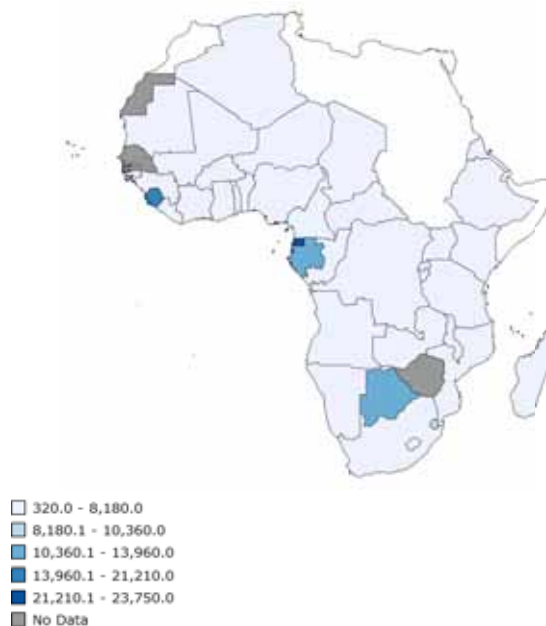 320.0 - 8,180.0
8,180.1 - 10,360.0
10,360.1 - 13,960.0
13,960.1 - 21,210.0
21,210.1 - 23,750.0
No Data